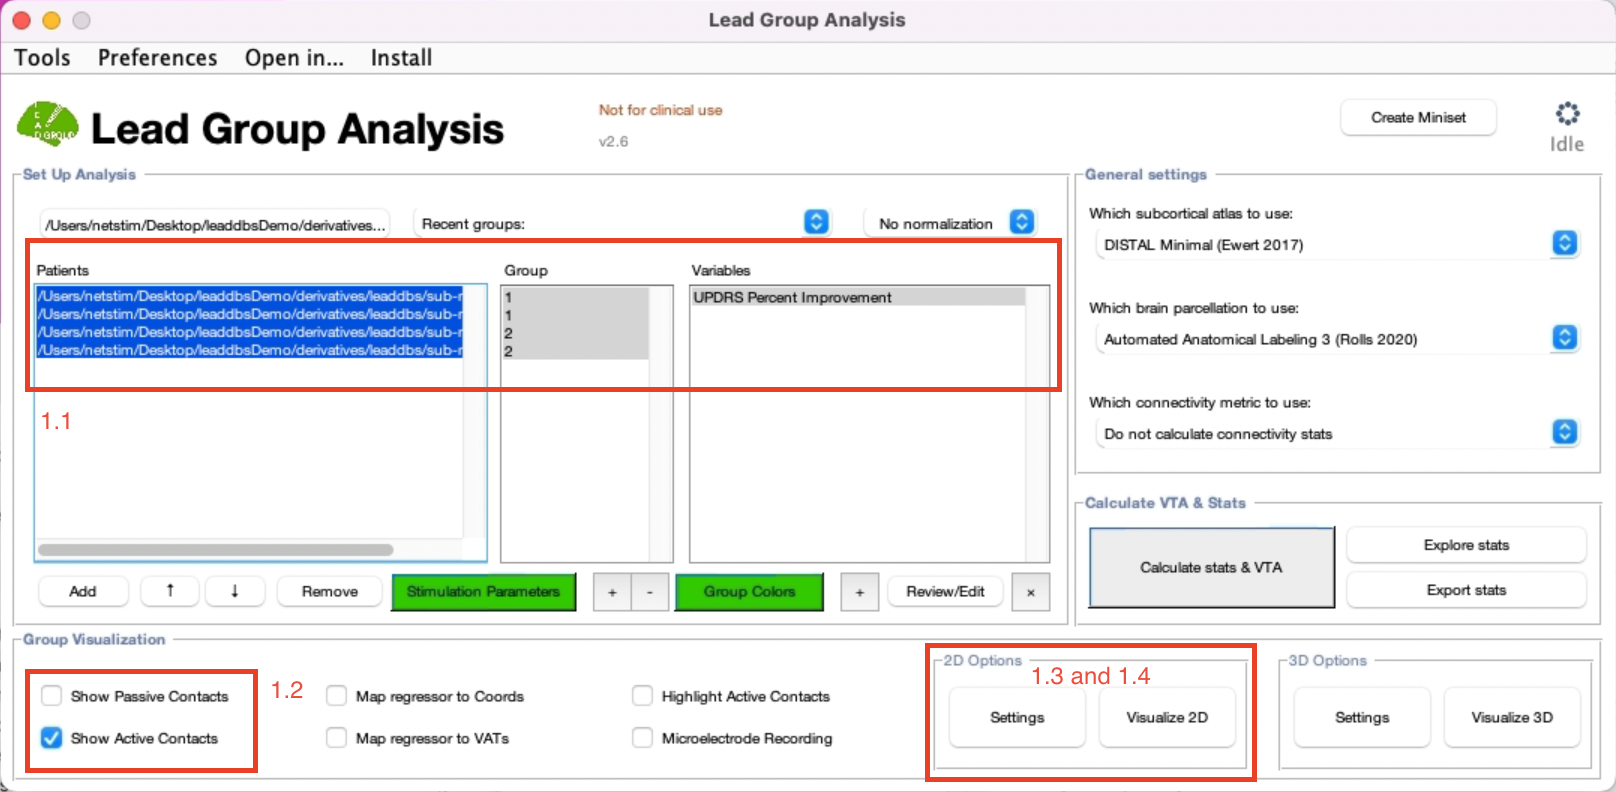 Lead Group Analysis
Tools Preferences Open in... Install
Lead Group Analysis
Not for clinical use
v2.6
Create Miniset
Idle
Set Up Analysis
/Users/netstim/Desktop/leaddbsDemo/derivatives...
Recent groups:
No normalization
Patients
Group
Variables
/Users/netstim/Desktop/leaddbsDemo/derivatives/leaddbs/sub-r
/Users/netstim/Desktop/leaddbsDemo/derivatives/leaddbs/sub-r
/Users/netstim/Desktop/leaddbsDemo/derivatives/leaddbs/sub-r
/Users/netstim/Desktop/leaddbsDemo/derivatives/leaddbs/sub-r
1
1
2
2
UPDRS Percent Improvement
1.1
Add
↑
↓
Remove
Stimulation Parameters
+
-
Group Colors
+
Review/Edit
×
General settings
Which subcortical atlas to use:
DISTAL Minimal (Ewert 2017)
Which brain parcellation to use:
Automated Anatomical Labeling 3 (Rolls 2020)
Which connectivity metric to use:
Do not calculate connectivity stats
Calculate VTA & Stats
Calculate stats & VTA
Explore stats
Export stats
Group Visualization
Show Passive Contacts
Show Active Contacts
1.2
Map regressor to Coords
Map regressor to VATs
Highlight Active Contacts
Microelectrode Recording
2D Options
1.3 and 1.4
Settings
Visualize 2D
3D Options
Settings
Visualize 3D